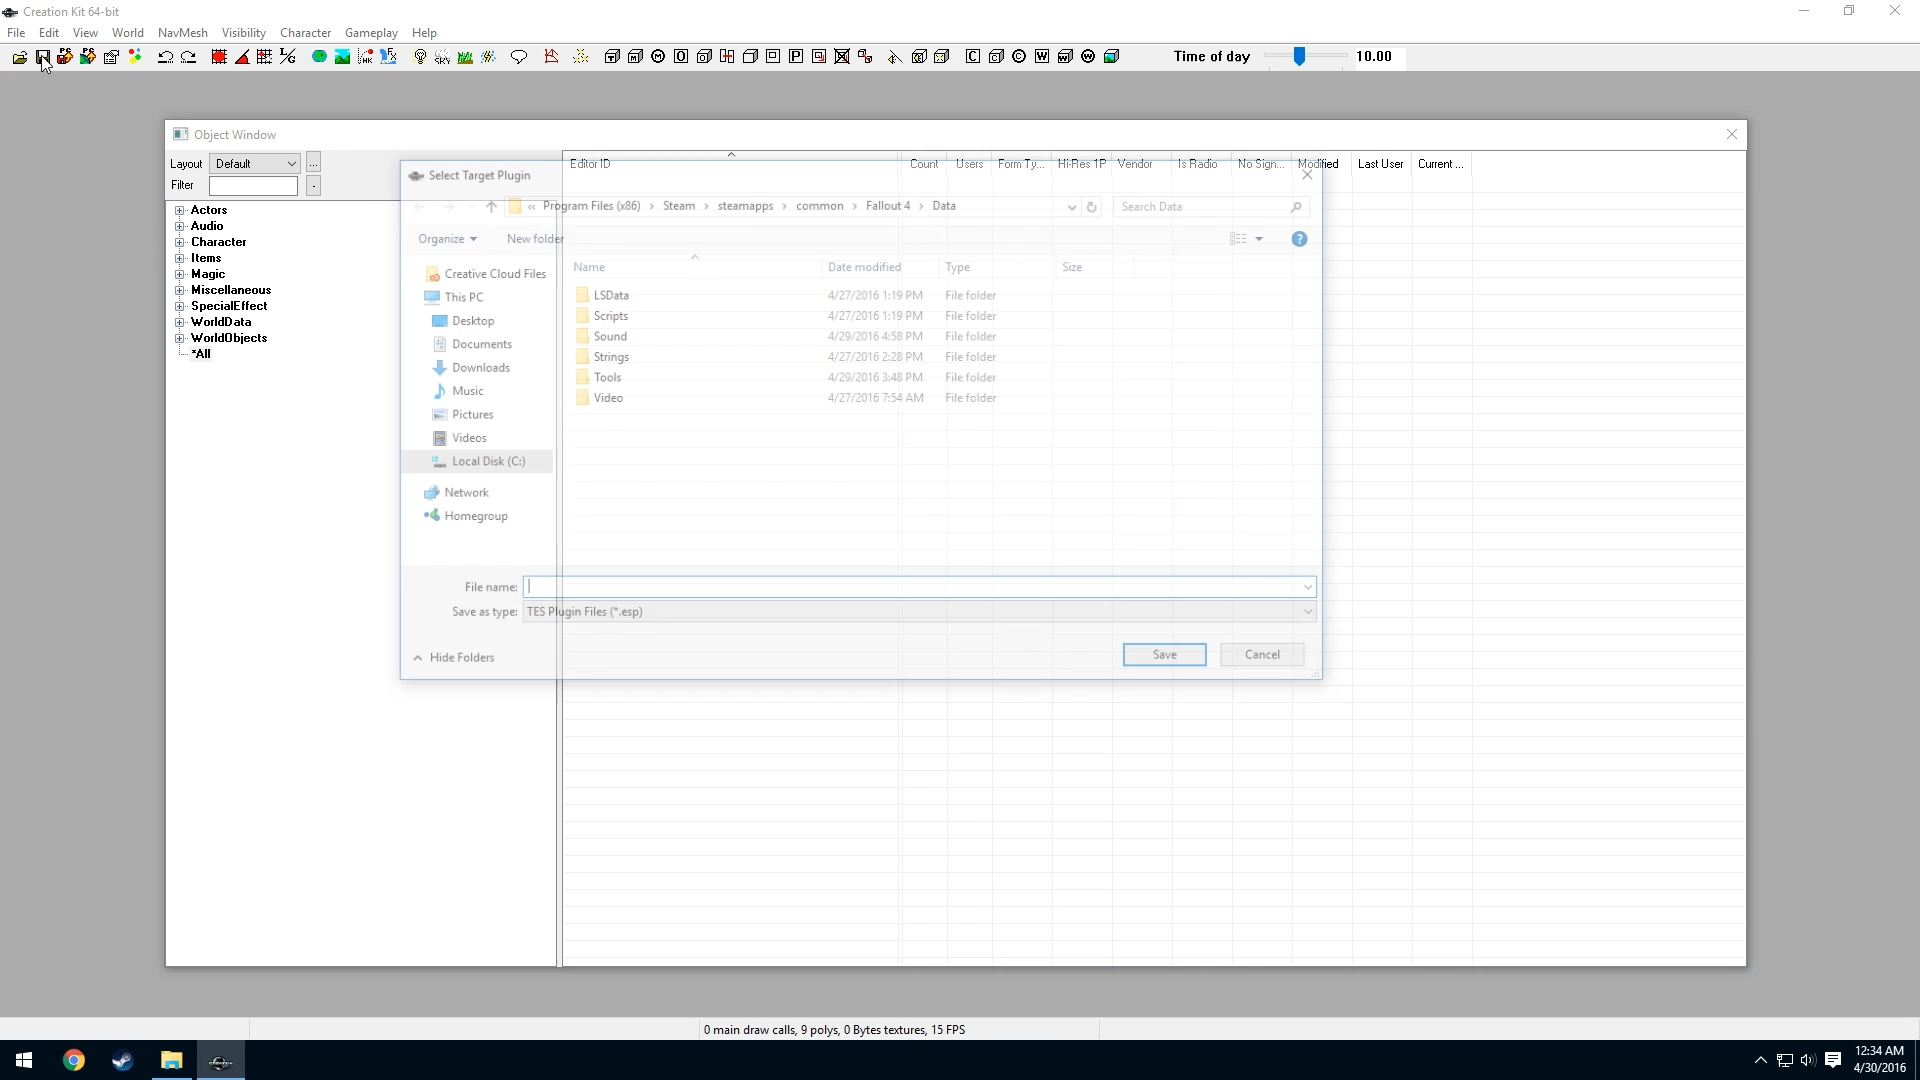 Creation Kit 64-bit
File Edit View World NavMesh Visibility Character Gameplay Help
Time of day 10.00
Object Window
Layout Default ...
Filter
Actors
Audio
Character
Items
Magic
Miscellaneous
SpecialEffect
WorldData
WorldObjects
*All
Editor ID Count Users Form Ty... Hi-Res 1P Vendor Is Radio No Sign... Modified Last User Current ...
Select Target Plugin
« Program Files (x86) › Steam › steamapps › common › Fallout 4 › Data
Search Data
Organize New folder
Creative Cloud Files
This PC
Desktop
Documents
Downloads
Music
Pictures
Videos
Local Disk (C:)
Network
Homegroup
Name Date modified Type Size
LSData 4/27/2016 1:19 PM File folder
Scripts 4/27/2016 1:19 PM File folder
Sound 4/29/2016 4:58 PM File folder
Strings 4/27/2016 2:28 PM File folder
Tools 4/29/2016 3:48 PM File folder
Video 4/27/2016 7:54 AM File folder
File name:
Save as type: TES Plugin Files (*.esp)
Hide Folders
Save Cancel
0 main draw calls, 9 polys, 0 Bytes textures, 15 FPS
12:34 AM
4/30/2016